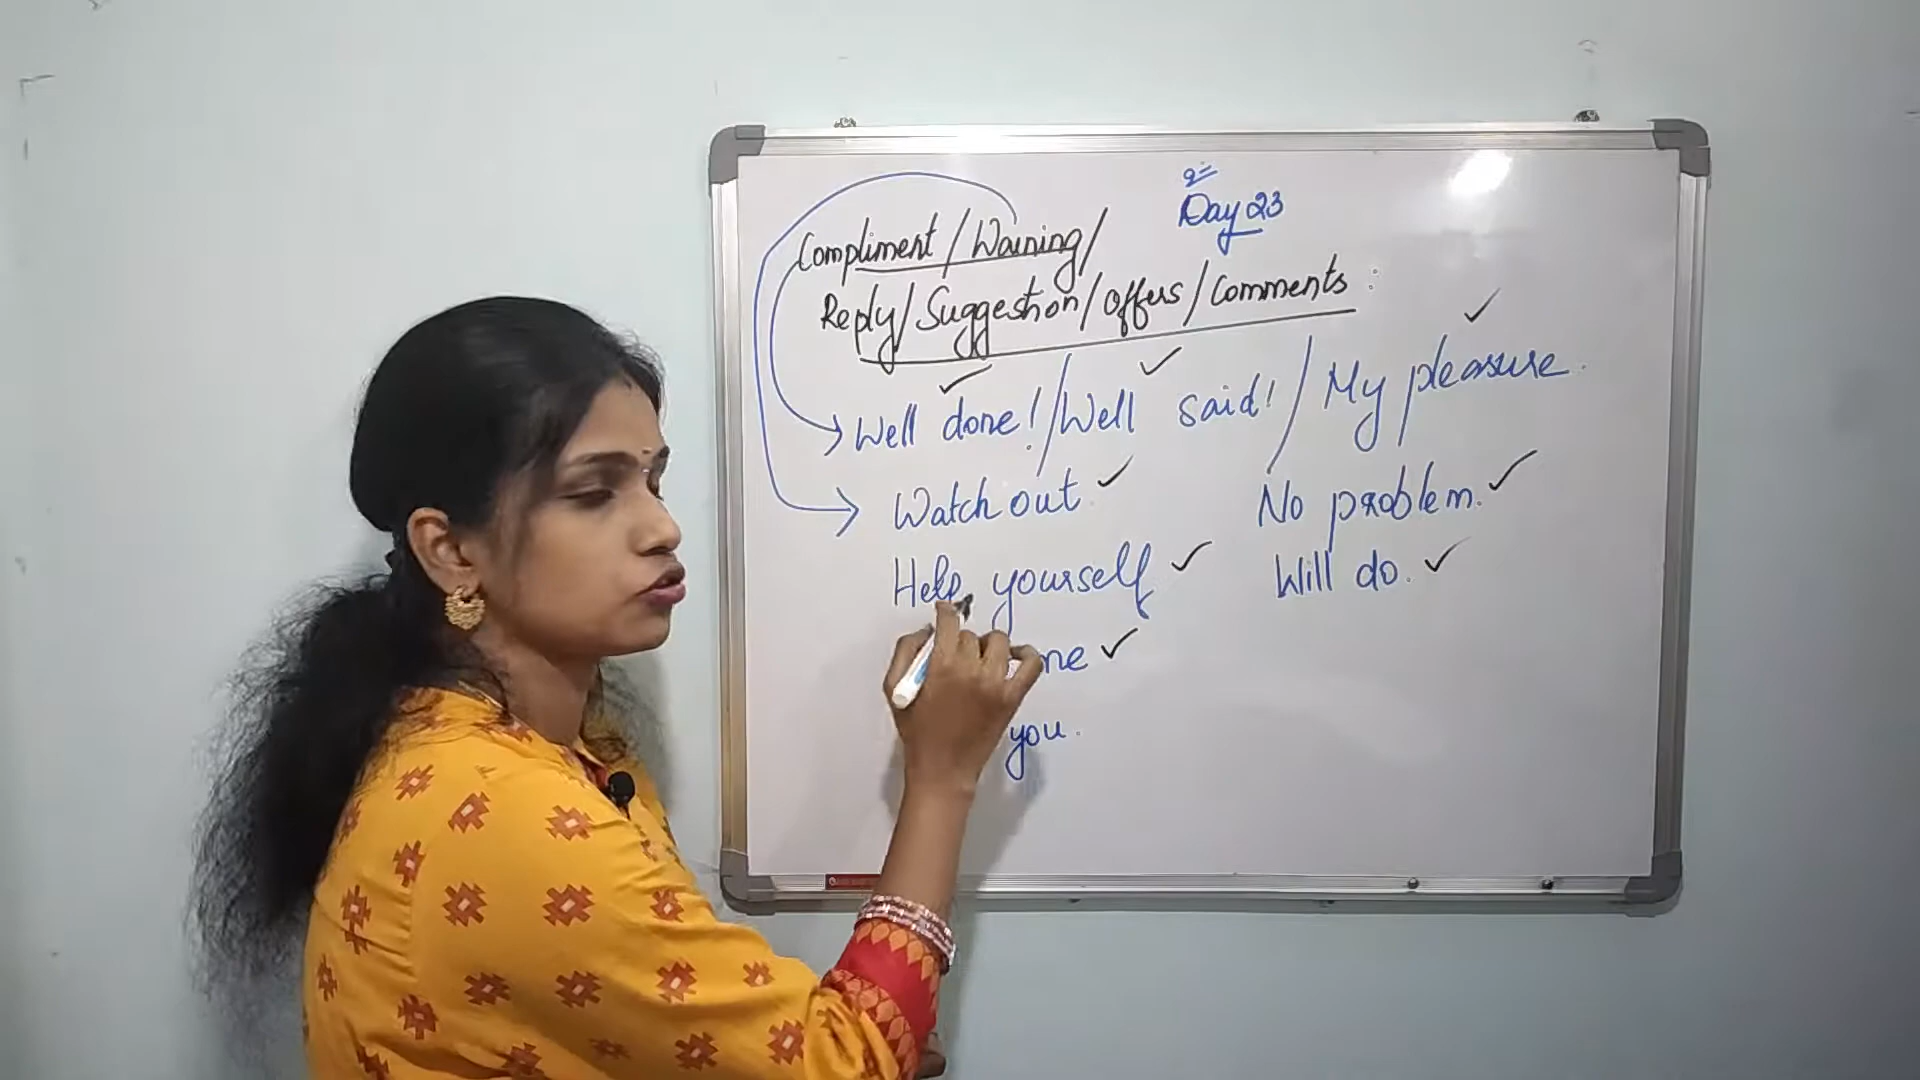 Day 23
Compliment / Warning /
Reply / Suggestion / Offers / Comments :
Well done! / Well said! / My pleasure.
Watch out. No problem.
Help yourself Will do.
me
you.